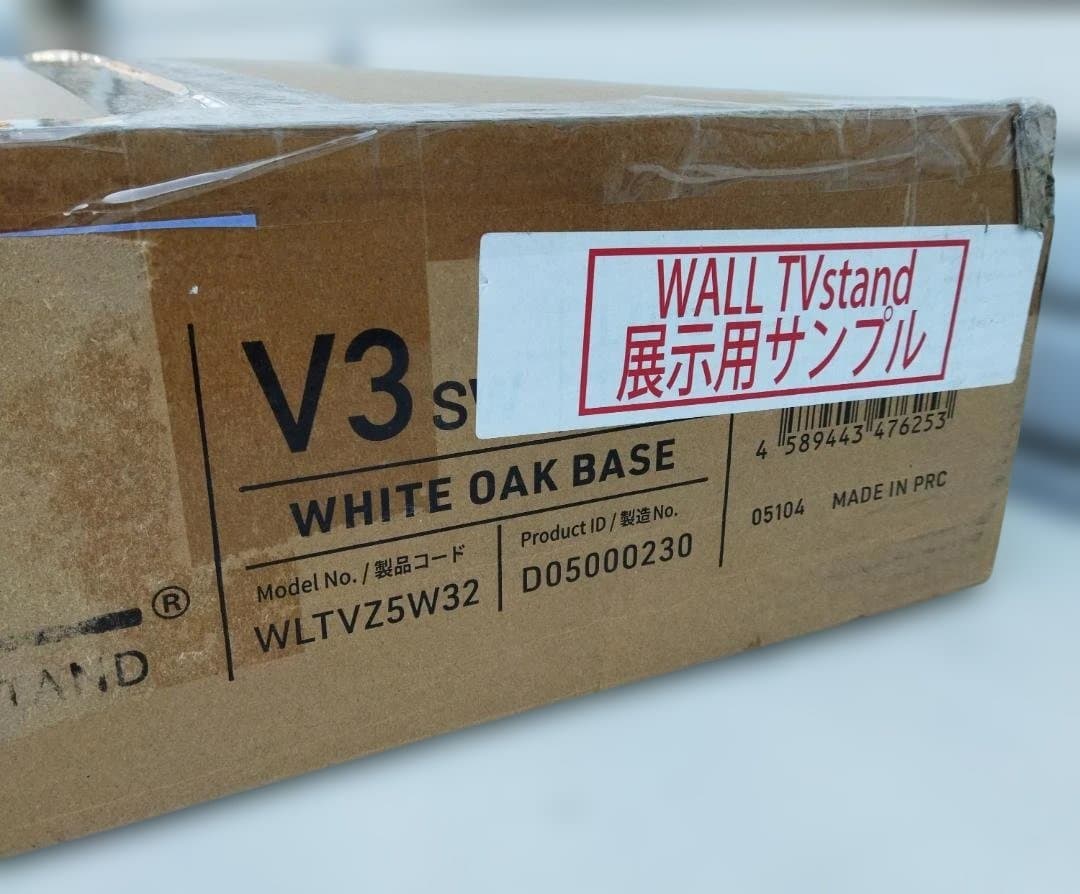 WALL TVstand
展示用サンプル
V3
WHITE OAK BASE
Model No. / 製品コード
WLTVZ5W32
Product ID / 製造No.
D05000230
4 589443 476253
05104 MADE IN PRC
®